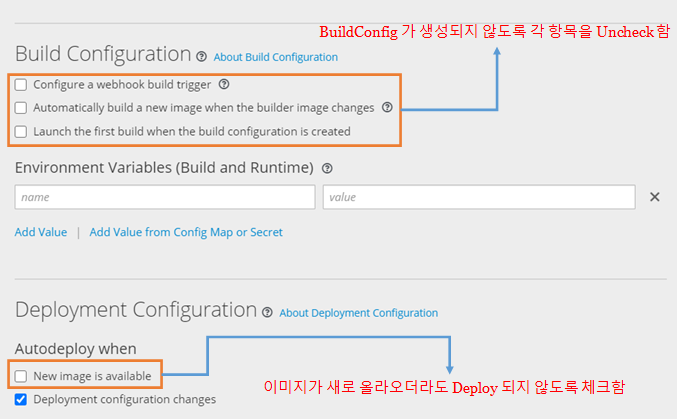 BuildConfig 가 생성되지 않도록 각 항목을 Uncheck 함
Build Configuration ? About Build Configuration
Configure a webhook build trigger ?
Automatically build a new image when the builder image changes ?
Launch the first build when the build configuration is created
Environment Variables (Build and Runtime) ?
name value
Add Value | Add Value from Config Map or Secret
Deployment Configuration ? About Deployment Configuration
Autodeploy when
New image is available
이미지가 새로 올라오더라도 Deploy 되지 않도록 체크함
Deployment configuration changes